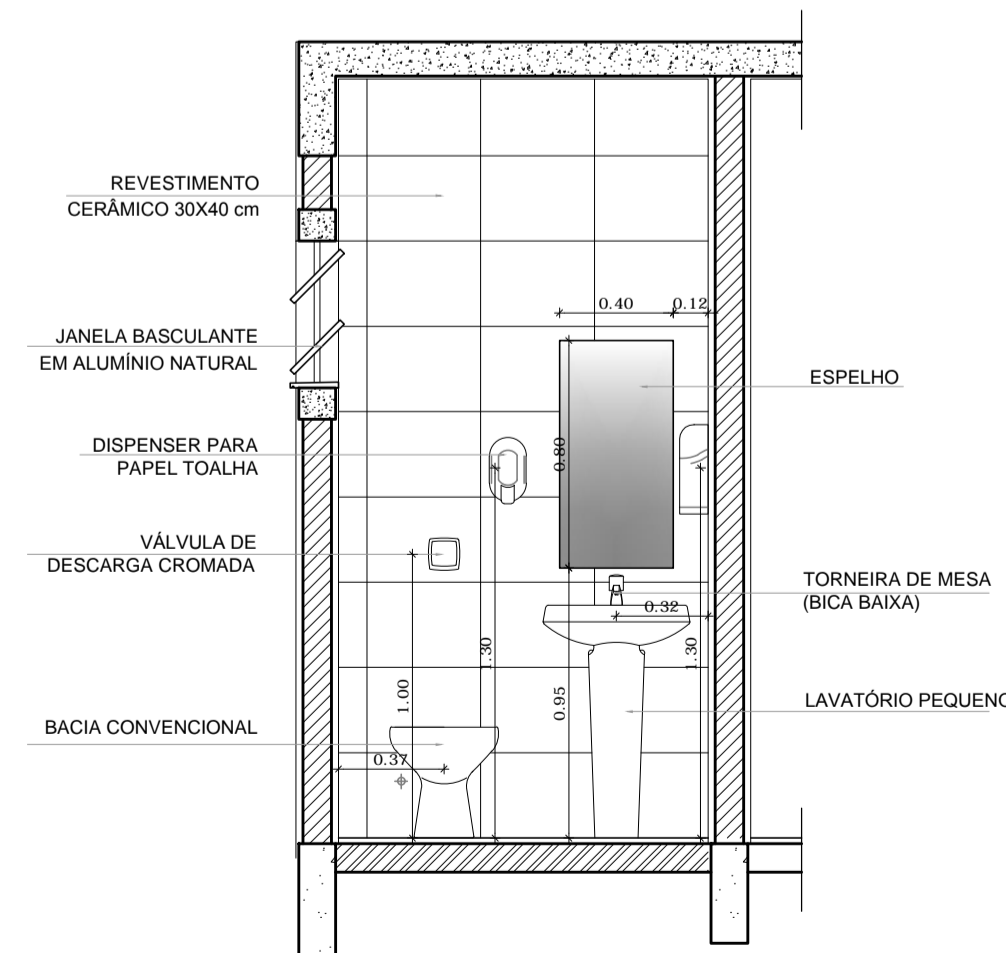 REVESTIMENTO
CERÂMICO 30X40 cm
0.40
0.12
JANELA BASCULANTE
EM ALUMÍNIO NATURAL
ESPELHO
DISPENSER PARA
PAPEL TOALHA
0.80
VÁLVULA DE
DESCARGA CROMADA
TORNEIRA DE MESA
(BICA BAIXA)
0.32
1.30
1.30
1.00
0.95
LAVATÓRIO PEQUENO
BACIA CONVENCIONAL
0.37